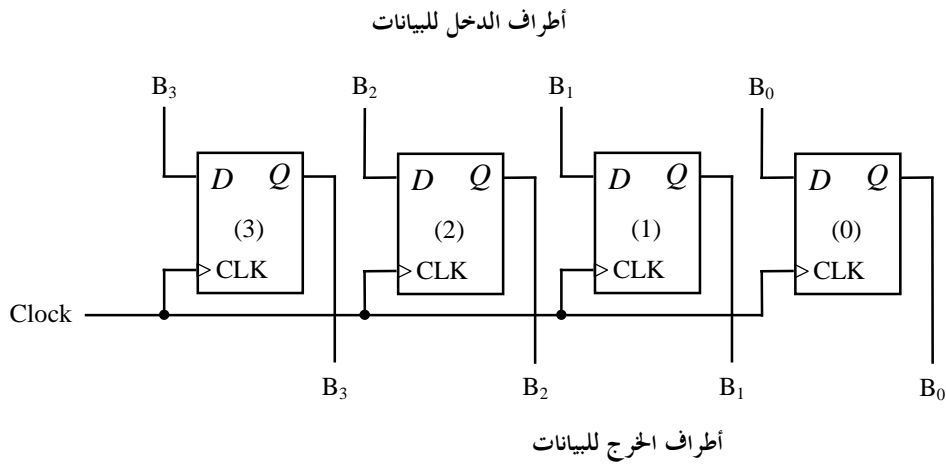 أطراف الدخل للبيانات
B₃ B₂ B₁ B₀
D Q D Q D Q D Q
(3) (2) (1) (0)
CLK CLK CLK CLK
Clock
B₃ B₂ B₁ B₀
أطراف الخرج للبيانات